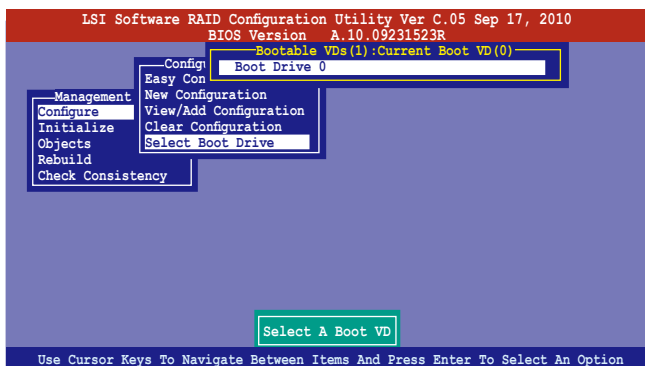 LSI Software RAID Configuration Utility Ver C.05 Sep 17, 2010
BIOS Version A.10.09231523R
Bootable VDs(1):Current Boot VD(0)
Boot Drive 0
Easy Con
New Configuration
View/Add Configuration
Clear Configuration
Select Boot Drive
Management
Configure
Initialize
Objects
Rebuild
Check Consistency
Select A Boot VD
Use Cursor Keys To Navigate Between Items And Press Enter To Select An Option